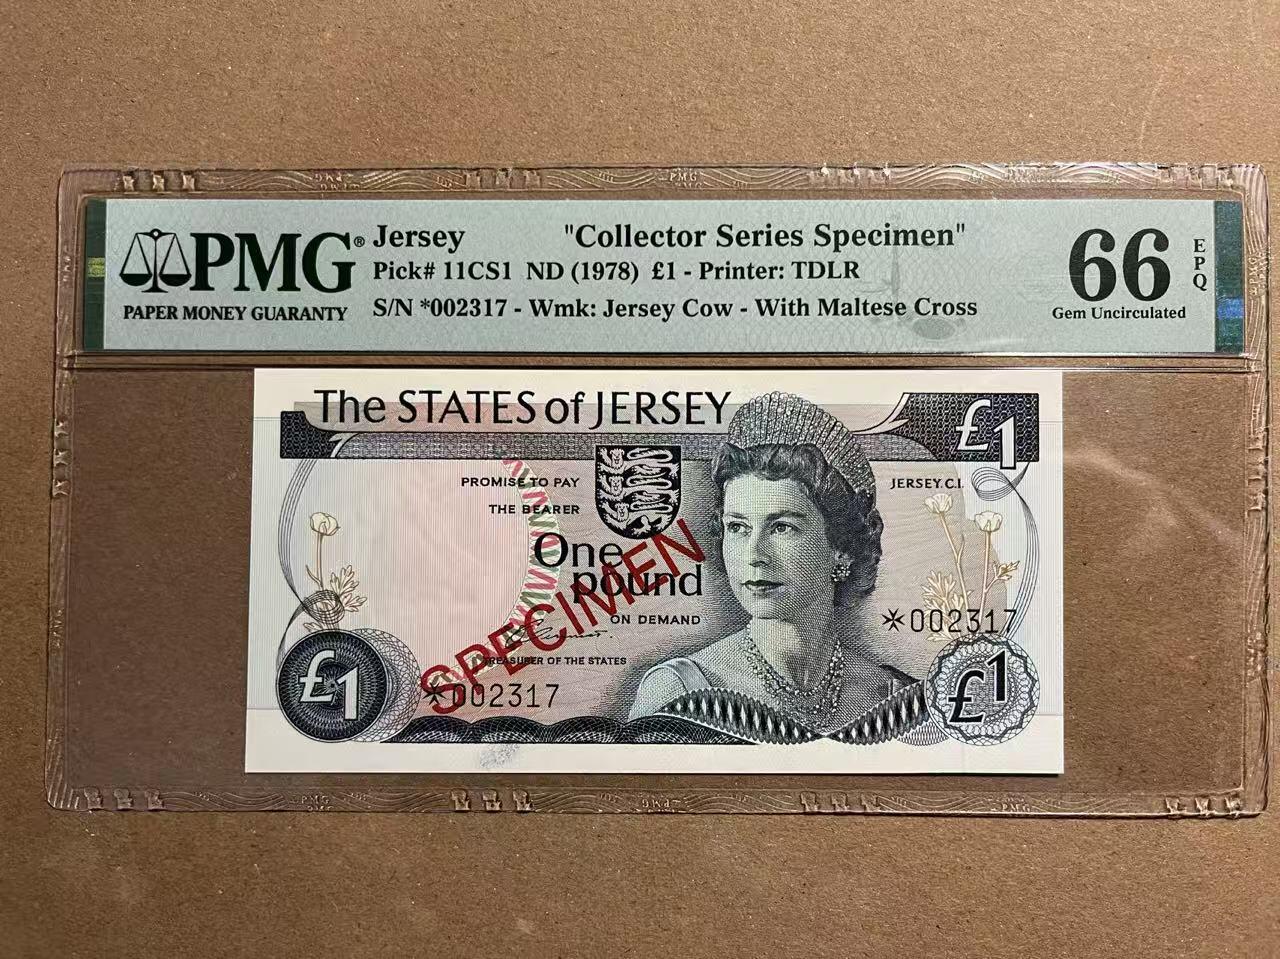 PMG®
PAPER MONEY GUARANTY
Jersey "Collector Series Specimen"
Pick# 11CS1 ND (1978) £1 - Printer: TDLR
S/N *002317 - Wmk: Jersey Cow - With Maltese Cross
66
EPQ
Gem Uncirculated
The STATES of JERSEY
£1
PROMISE TO PAY
THE BEARER
JERSEY.C.I.
One
pound
ON DEMAND
SPECIMEN
TREASURER OF THE STATES
✠002317
✠002317
£1
£1